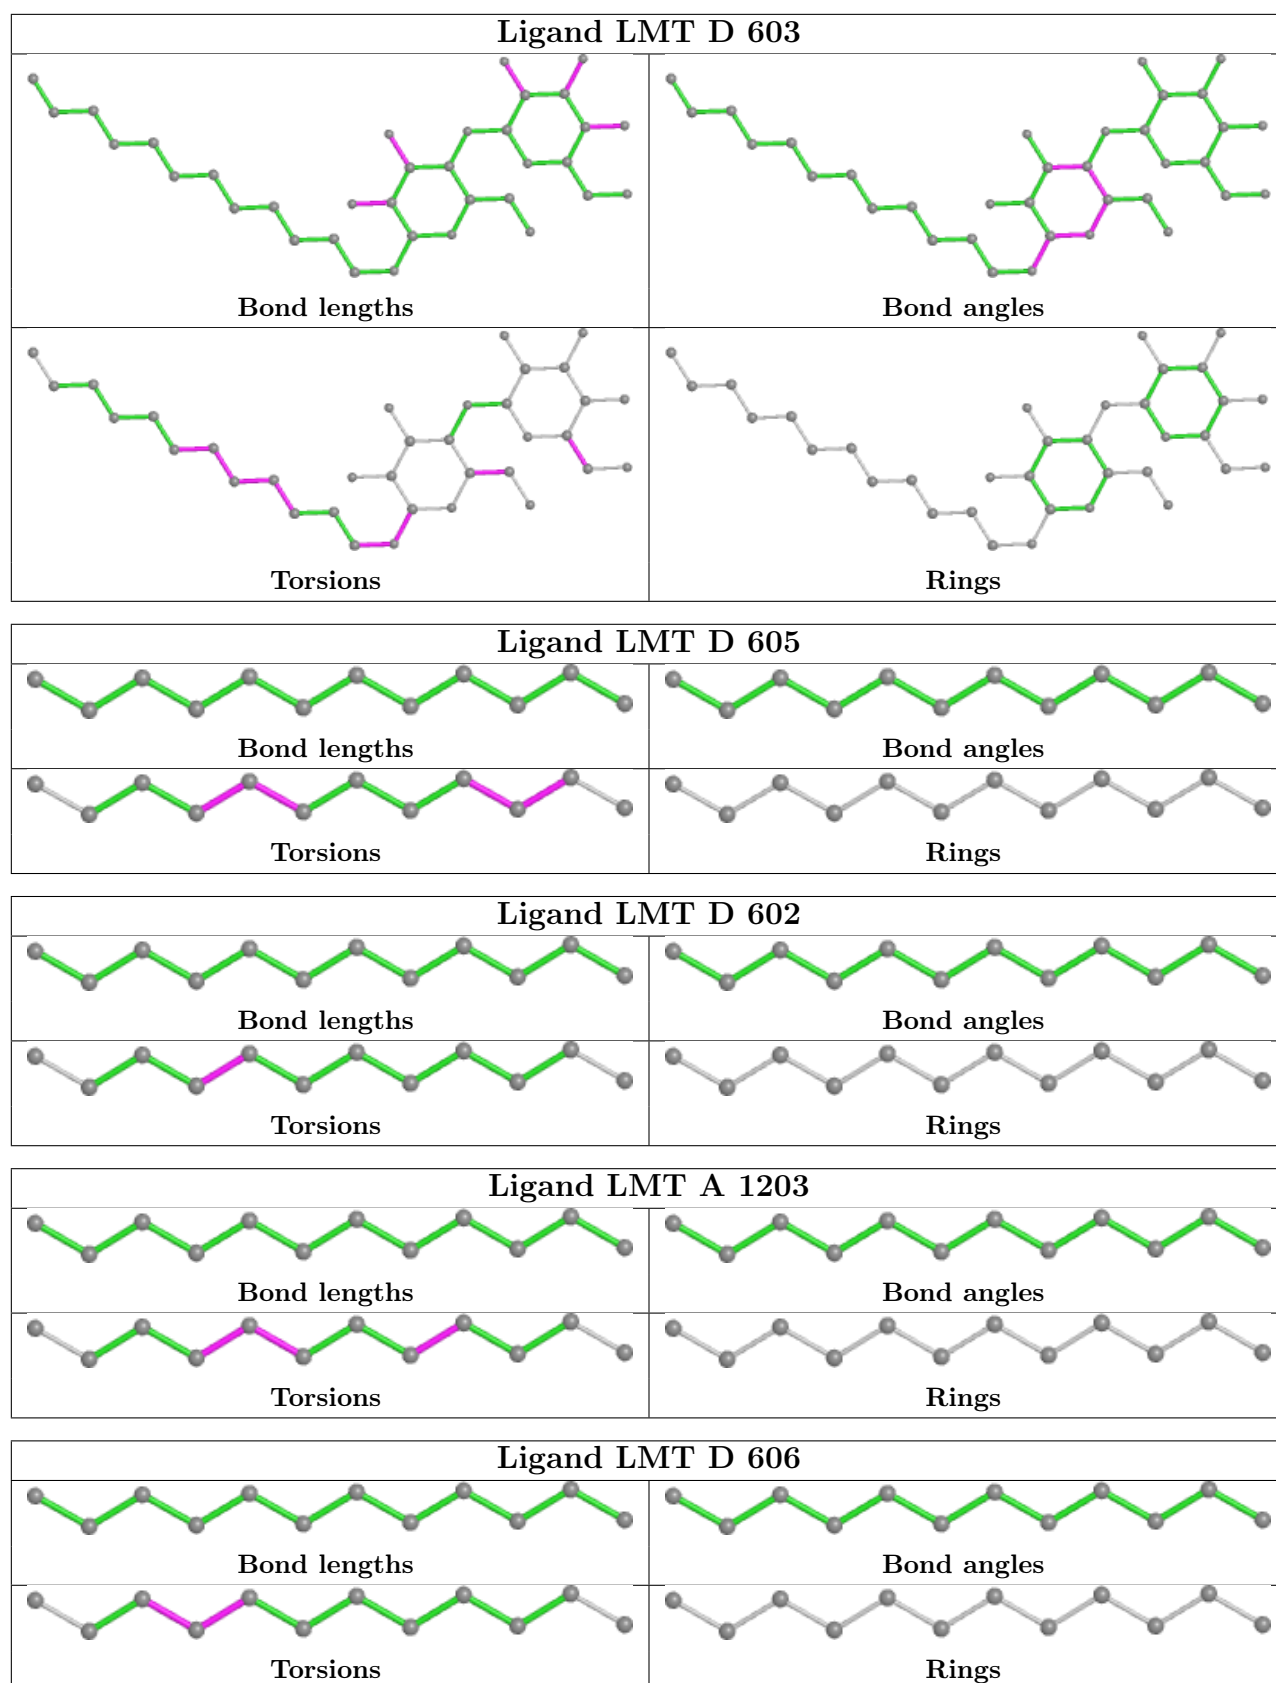 Ligand LMT D 603
Bond lengths
Bond angles
Torsions
Rings
Ligand LMT D 605
Bond lengths
Bond angles
Torsions
Rings
Ligand LMT D 602
Bond lengths
Bond angles
Torsions
Rings
Ligand LMT A 1203
Bond lengths
Bond angles
Torsions
Rings
Ligand LMT D 606
Bond lengths
Bond angles
Torsions
Rings